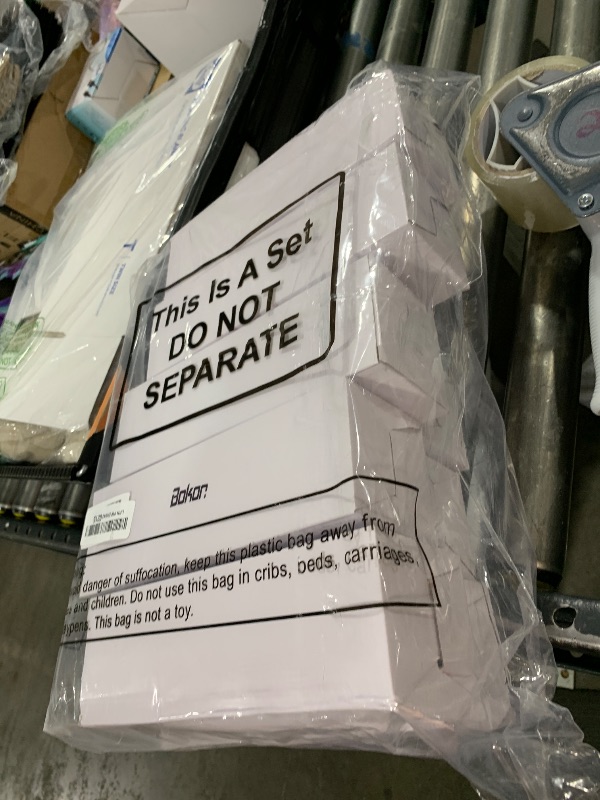 This Is A Set
DO NOT
SEPARATE
Bokor
danger of suffocation, keep this plastic bag away from
and children. Do not use this bag in cribs, beds, carriages,
This bag is not a toy.